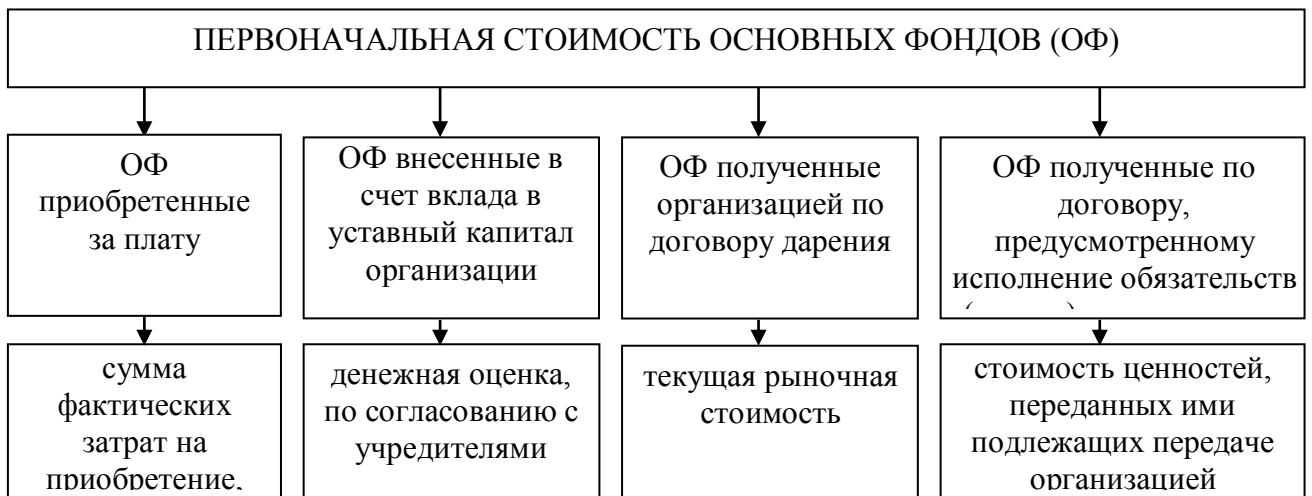 ПЕРВОНАЧАЛЬНАЯ СТОИМОСТЬ ОСНОВНЫХ ФОНДОВ (ОФ)
ОФ
приобретенные
за плату
ОФ внесенные в
счет вклада в
уставный капитал
организации
ОФ полученные
организацией по
договору дарения
ОФ полученные по
договору,
предусмотренному
исполнение обязательств
сумма
фактических
затрат на
приобретение,
денежная оценка,
по согласованию с
учредителями
текущая рыночная
стоимость
стоимость ценностей,
переданных ими
подлежащих передаче
организацией